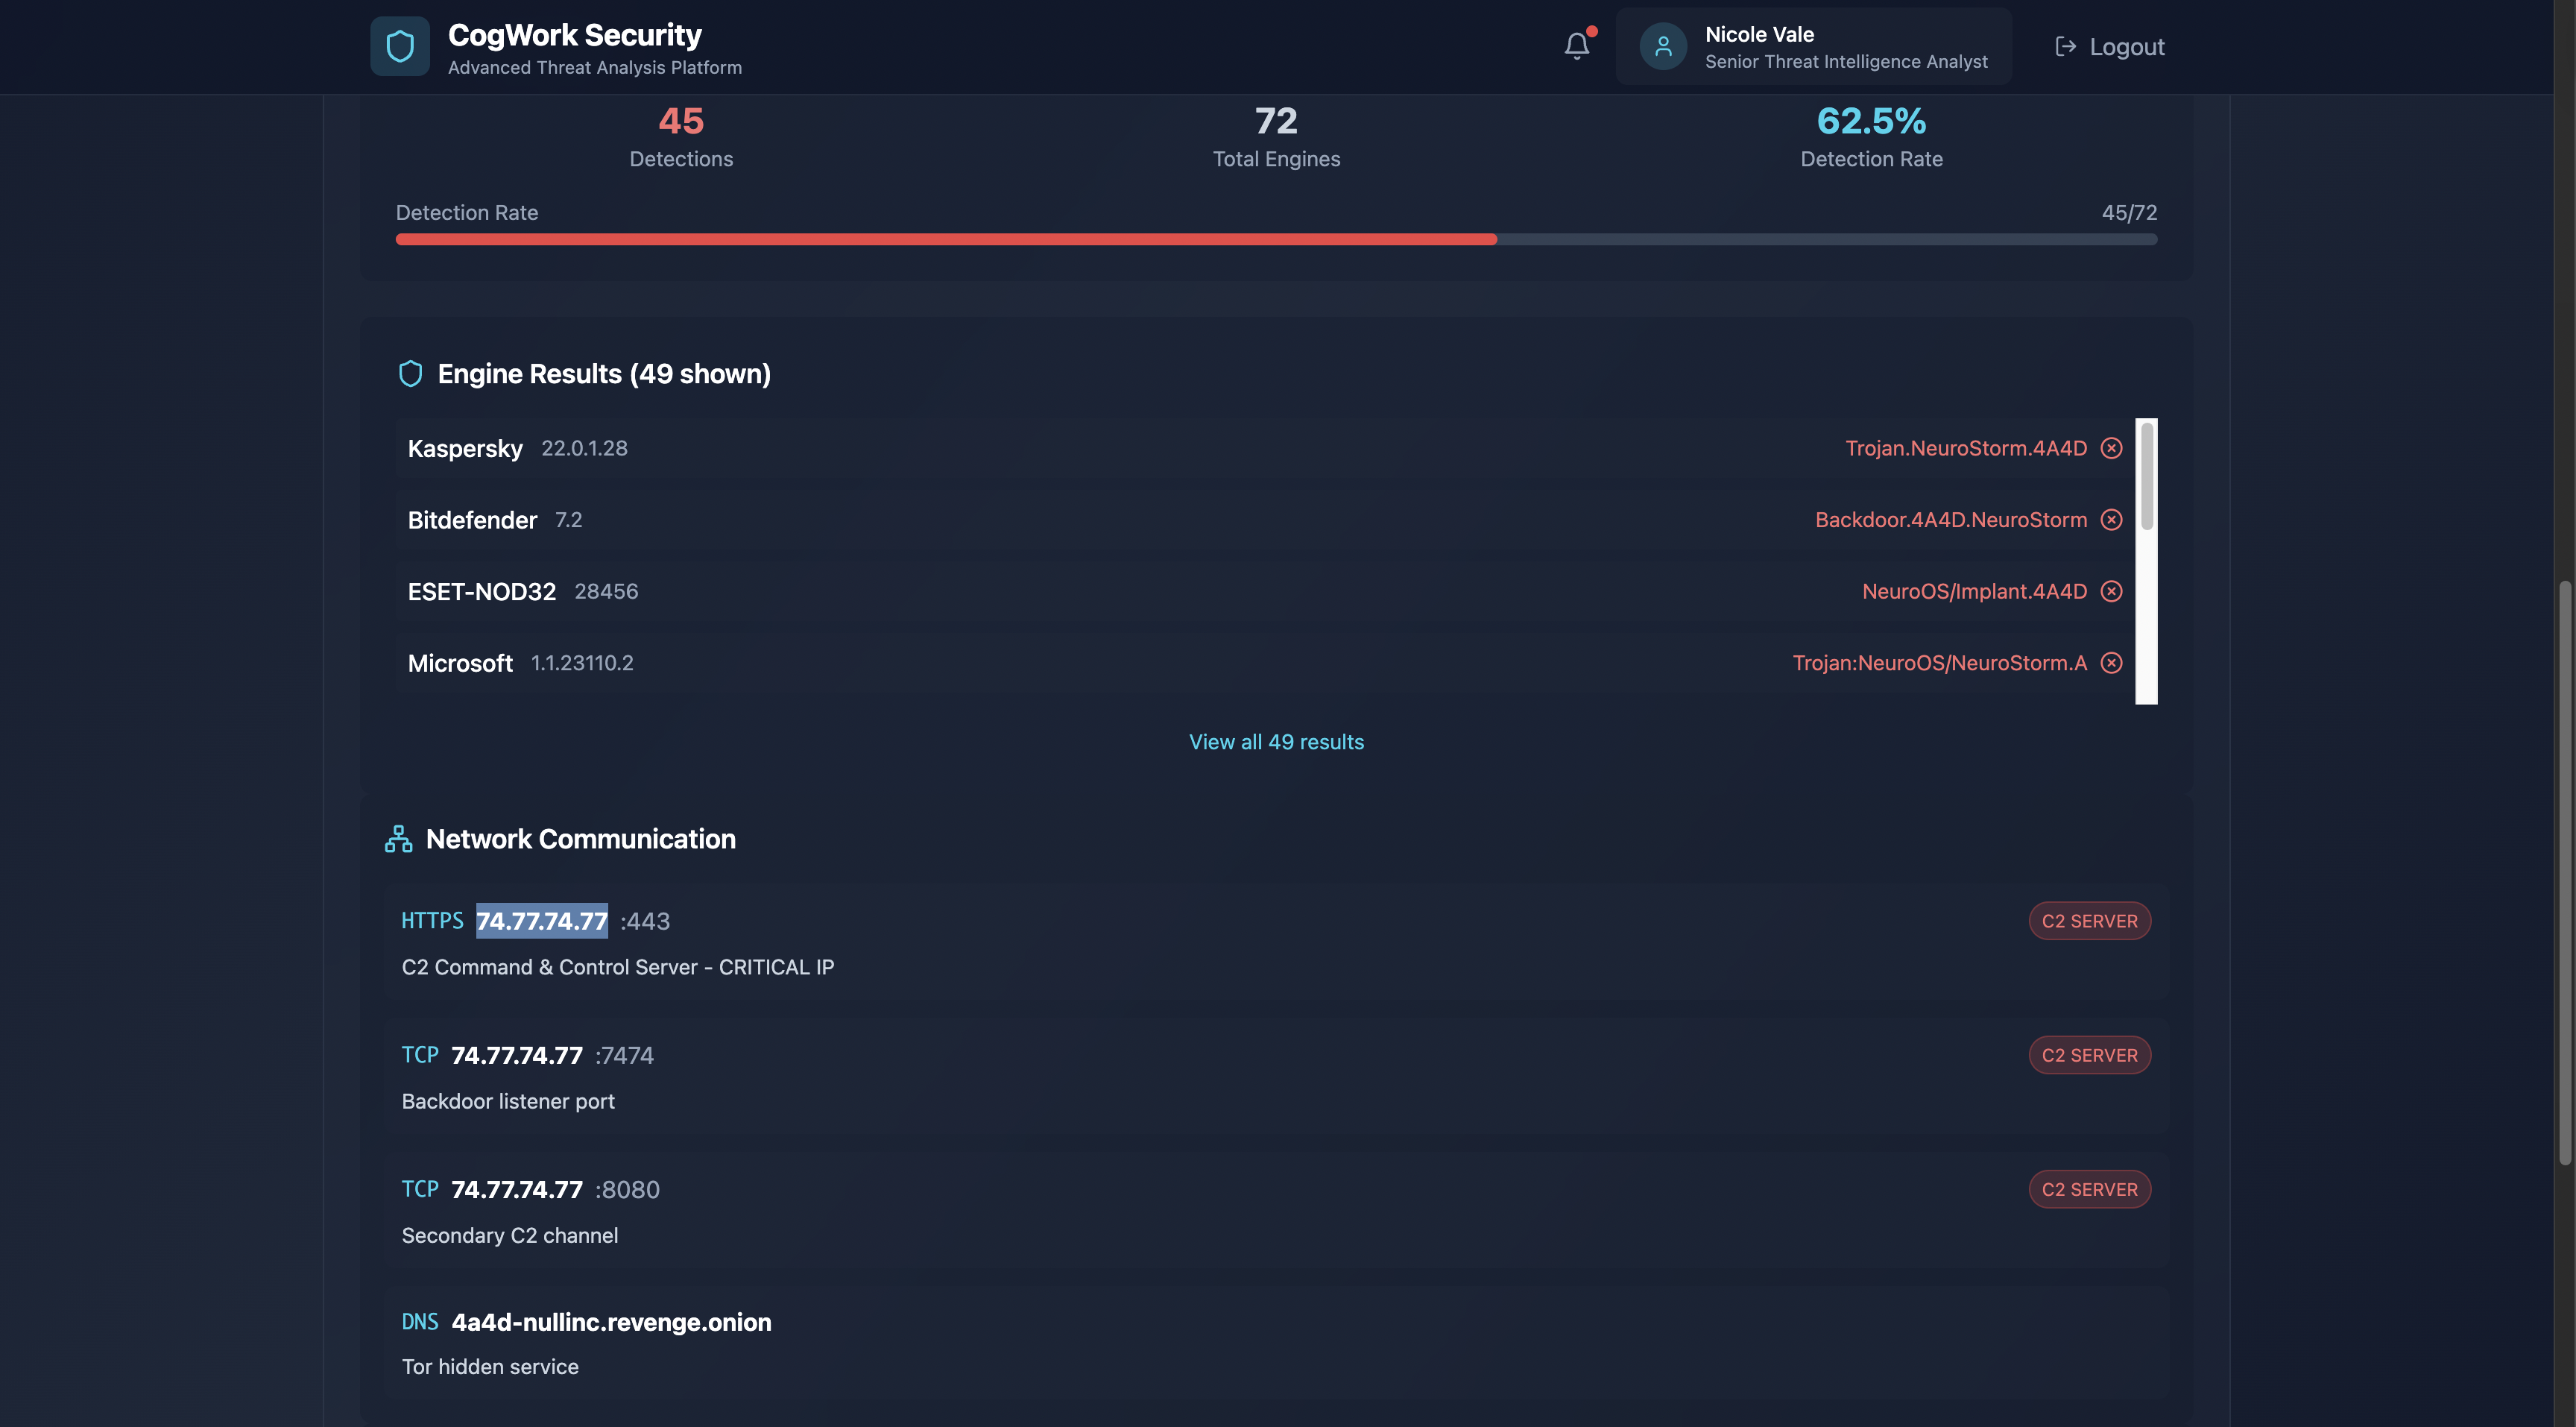 CogWork Security
Advanced Threat Analysis Platform
Nicole Vale
Senior Threat Intelligence Analyst
Logout
45
Detections
72
Total Engines
62.5%
Detection Rate
Detection Rate 45/72
Engine Results (49 shown)
Kaspersky 22.0.1.28 Trojan.NeuroStorm.4A4D
Bitdefender 7.2 Backdoor.4A4D.NeuroStorm
ESET-NOD32 28456 NeuroOS/Implant.4A4D
Microsoft 1.1.23110.2 Trojan:NeuroOS/NeuroStorm.A
View all 49 results
Network Communication
HTTPS 74.77.74.77 :443 C2 SERVER
C2 Command & Control Server - CRITICAL IP
TCP 74.77.74.77 :7474 C2 SERVER
Backdoor listener port
TCP 74.77.74.77 :8080 C2 SERVER
Secondary C2 channel
DNS 4a4d-nullinc.revenge.onion
Tor hidden service